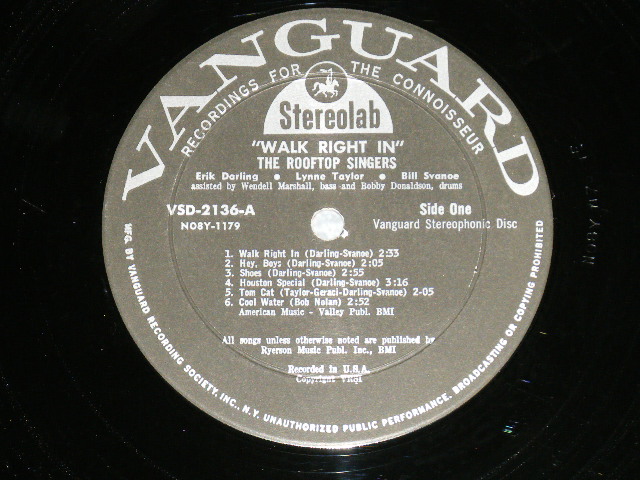 VANGUARD
RECORDINGS FOR THE CONNOISSEUR
Stereolab
"WALK RIGHT IN"
THE ROOFTOP SINGERS
Erik Darling • Lynne Taylor • Bill Svanoe
assisted by Wendell Marshall, bass and Bobby Donaldson, drums
VSD-2136-A
NO8Y-1179
Side One
Vanguard Stereophonic Disc
1. Walk Right In (Darling-Svanoe) 2:33
2. Hey, Boys (Darling-Svanoe) 2:05
3. Shoes (Darling-Svanoe) 2:55
4. Houston Special (Darling-Svanoe) 3:16
5. Tom Cat (Taylor-Geraci-Darling-Svanoe) 2-05
6. Cool Water (Bob Nolan) 2:52
American Music - Valley Publ. BMI
All songs unless otherwise noted are published by
Ryerson Music Publ. Inc., BMI
Recorded in U.S.A.
Copyright
MFG. BY VANGUARD RECORDING SOCIETY, INC., N.Y. UNAUTHORIZED PUBLIC PERFORMANCE, BROADCASTING OR COPYING PROHIBITED